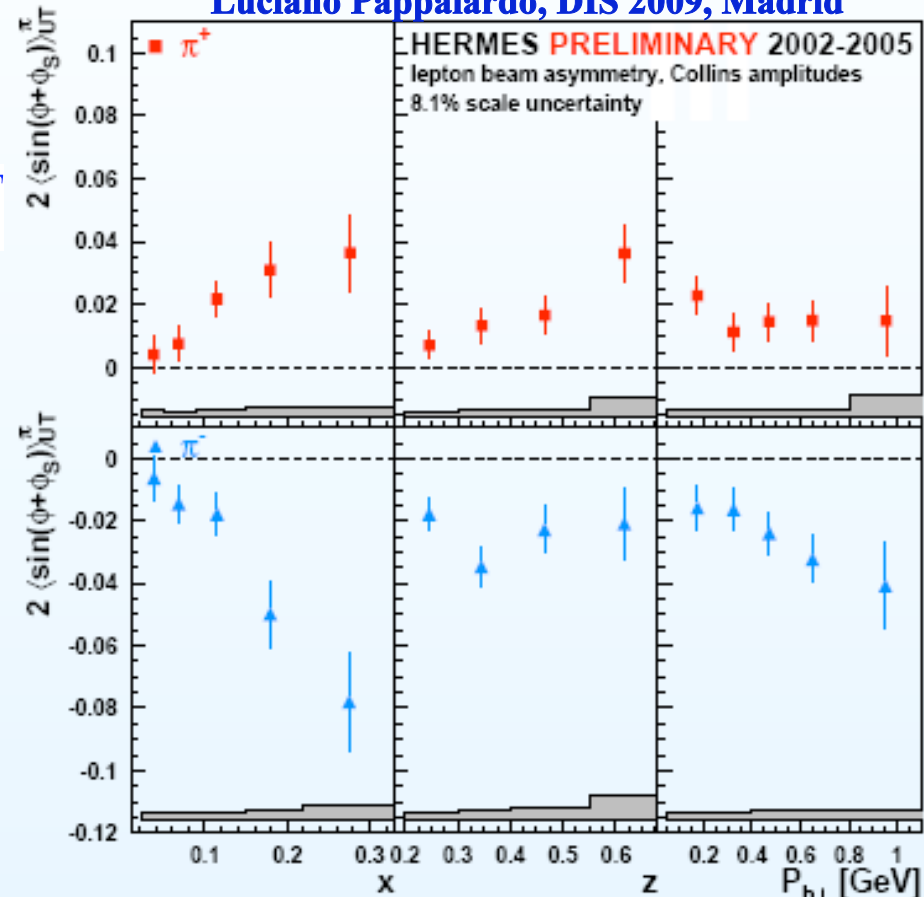 Luciano Pappalardo, DIS 2009, Madrid
2 ⟨sin(ϕ+ϕS)⟩πUT
π+
HERMES PRELIMINARY 2002-2005
lepton beam asymmetry, Collins amplitudes
8.1% scale uncertainty
0.1
0.08
0.06
0.04
0.02
0
2 ⟨sin(ϕ+ϕS)⟩πUT
π-
0
-0.02
-0.04
-0.06
-0.08
-0.1
-0.12
0.1 0.2 0.3 0.2 0.3 0.4 0.5 0.6 0.2 0.4 0.6 0.8 1
x z Ph⊥ [GeV]